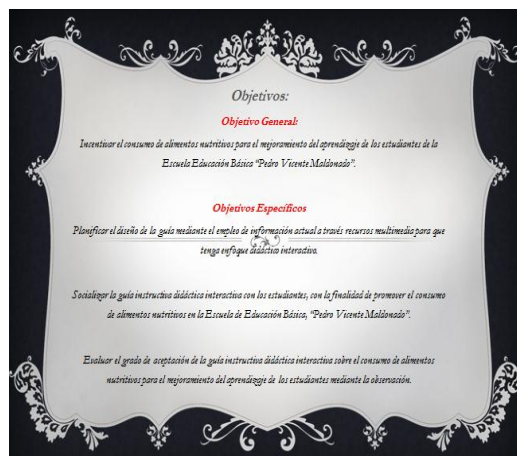 Objetivos:
Objetivo General:
Incentivar el consumo de alimentos nutritivos para el mejoramiento del aprendizaje de los estudiantes de la
Escuela Educación Básica "Pedro Vicente Maldonado".
Objetivos Específicos
Planificar el diseño de la guía mediante el empleo de información actual a través recursos multimedia para que
tenga enfoque didáctico interactivo.
Socializar la guía instructiva didáctica interactiva con los estudiantes, con la finalidad de promover el consumo
de alimentos nutritivos en la Escuela de Educación Básica, "Pedro Vicente Maldonado".
Evaluar el grado de aceptación de la guía instructiva didáctica interactiva sobre el consumo de alimentos
nutritivos para el mejoramiento del aprendizaje de los estudiantes mediante la observación.